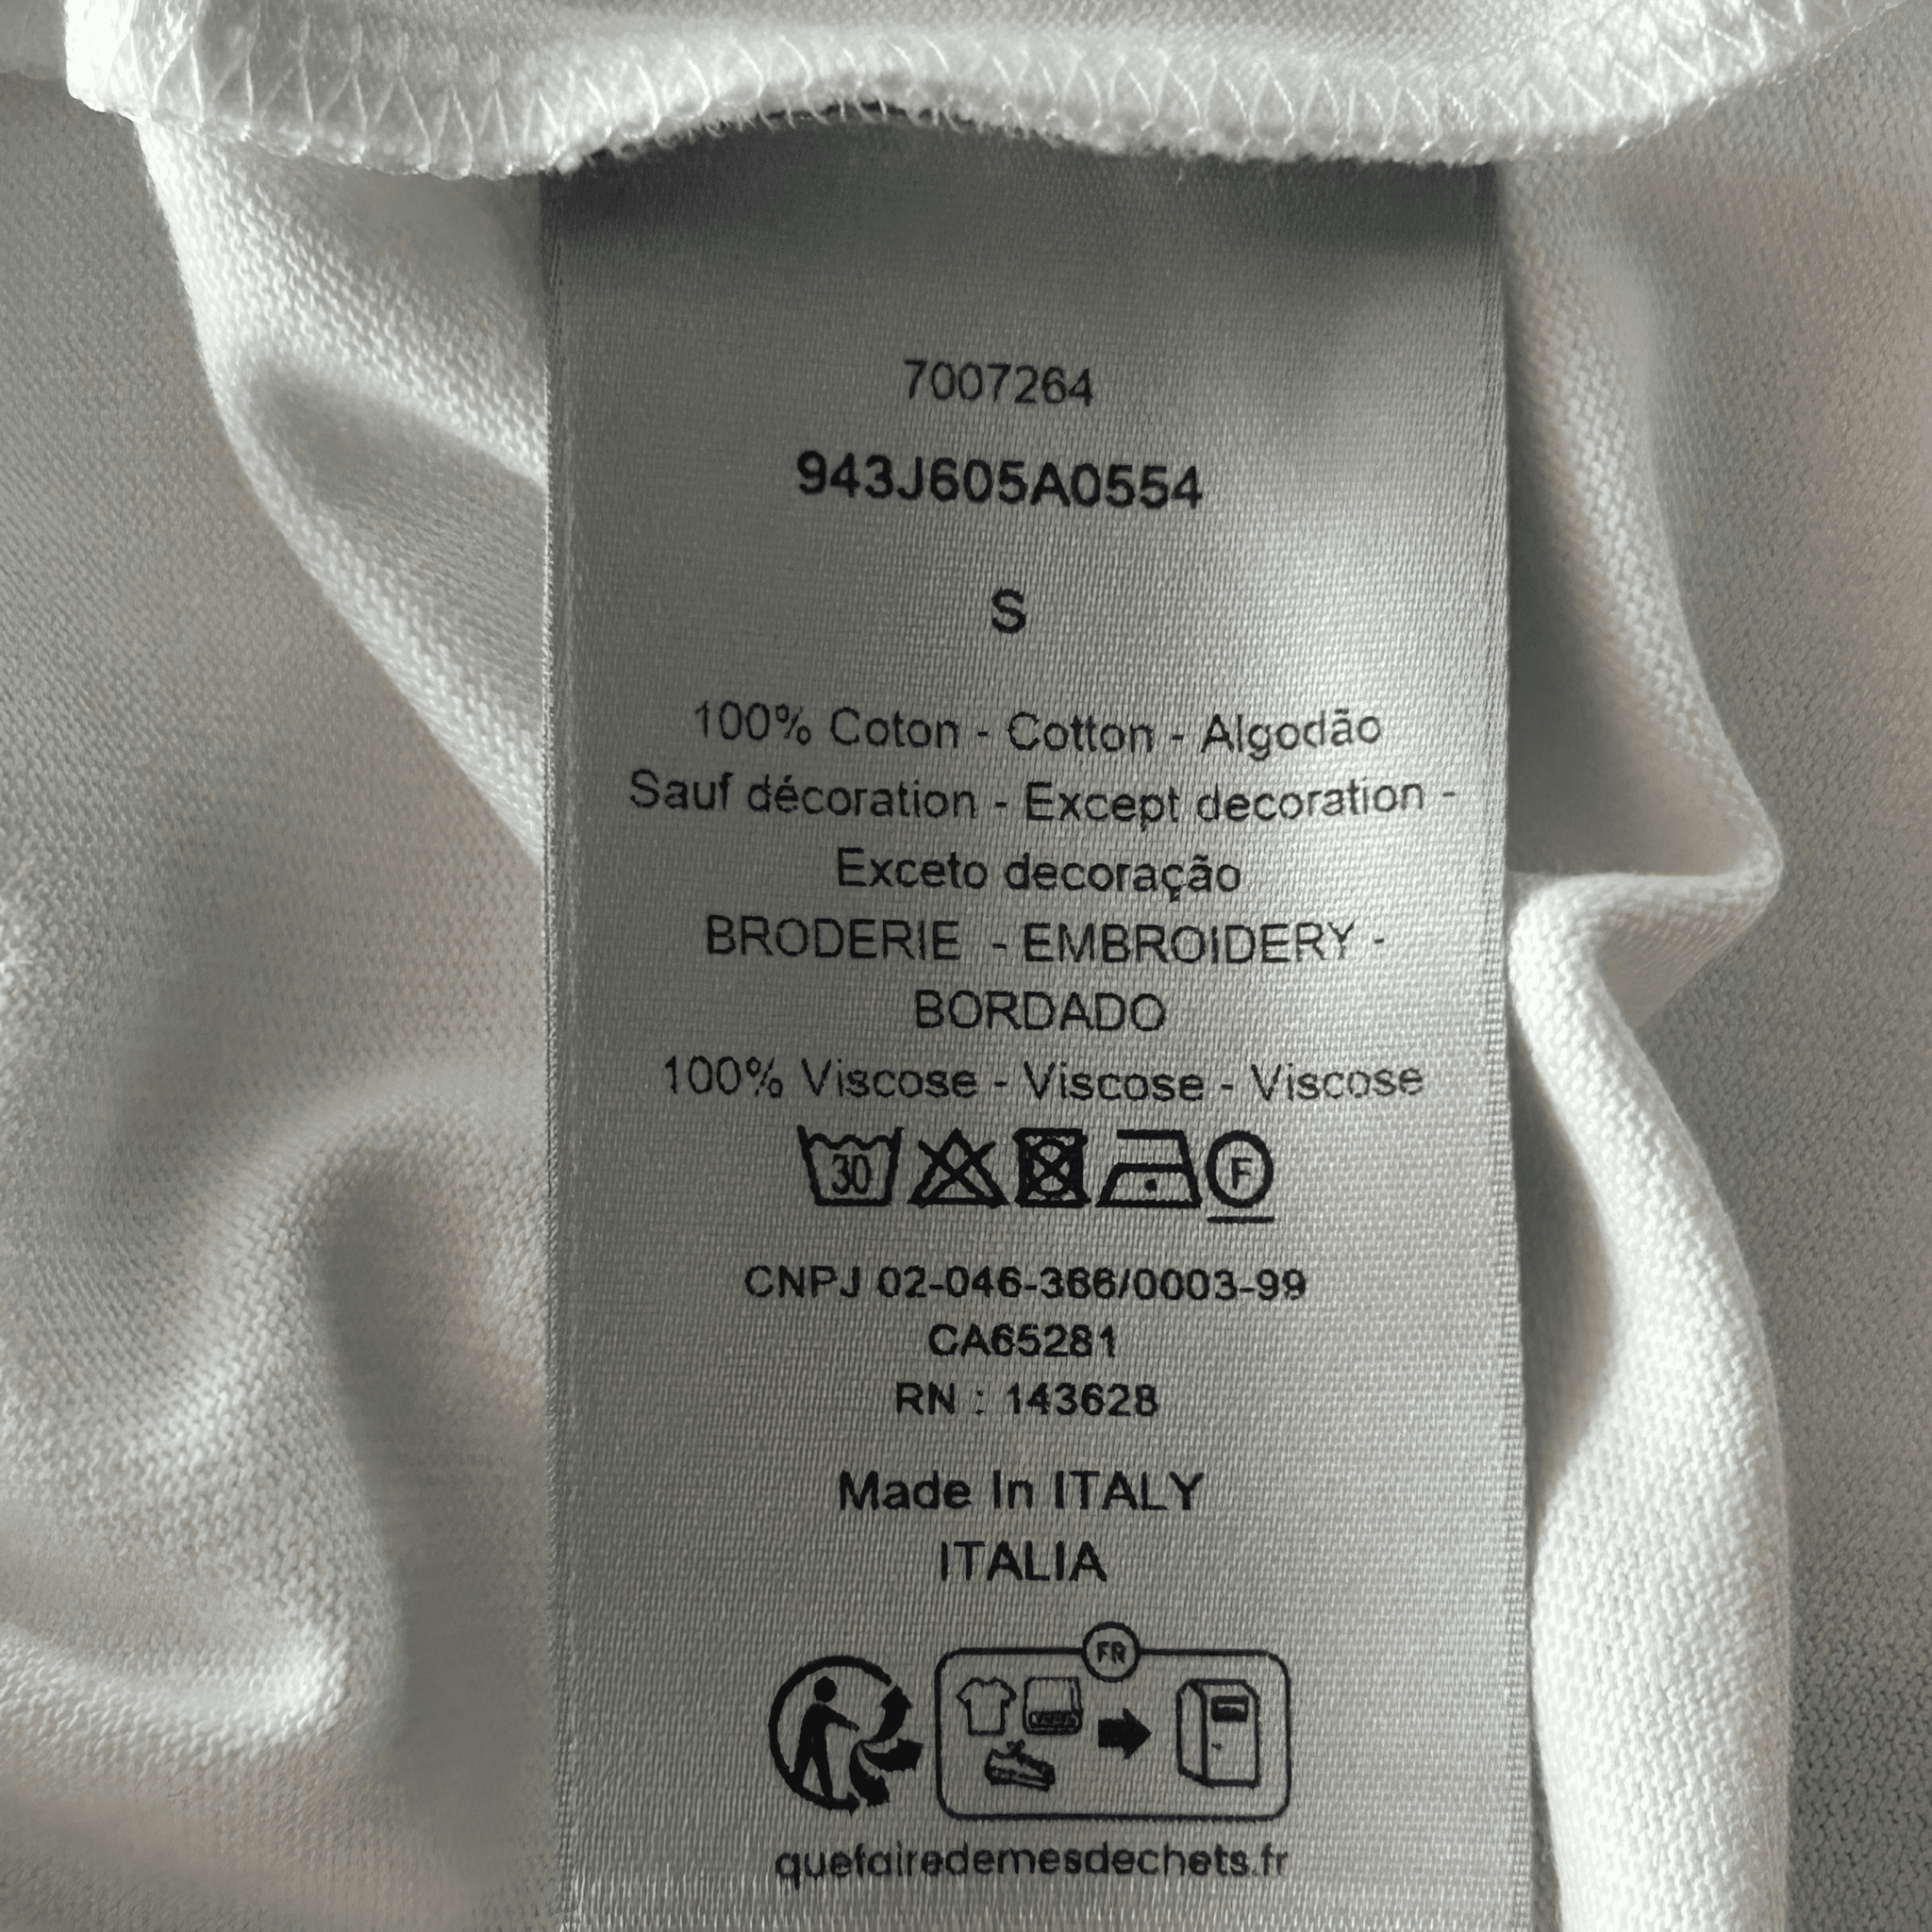 7007264
943J605A0554
S
100% Coton - Cotton - Algodão
Sauf décoration - Except decoration -
Exceto decoração
BRODERIE - EMBROIDERY -
BORDADO
100% Viscose - Viscose - Viscose
30 F
CNPJ 02-046-366/0003-99
CA65281
RN : 143628
Made In ITALY
ITALIA
FR
quefairedemesdechets.fr